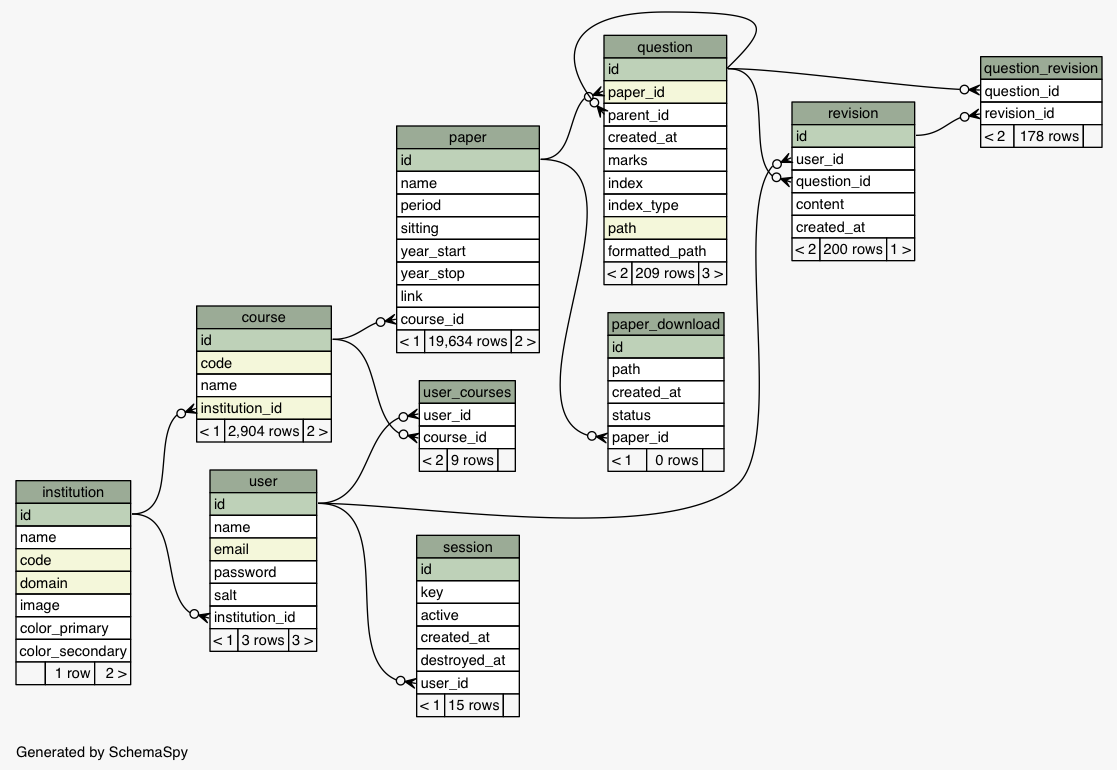 question
id
paper_id
parent_id
created_at
marks
index
index_type
path
formatted_path
< 2 209 rows 3 >
question_revision
question_id
revision_id
< 2 178 rows
revision
id
user_id
question_id
content
created_at
< 2 200 rows 1 >
paper
id
name
period
sitting
year_start
year_stop
link
course_id
< 1 19,634 rows 2 >
paper_download
id
path
created_at
status
paper_id
< 1 0 rows
course
id
code
name
institution_id
< 1 2,904 rows 2 >
user_courses
user_id
course_id
< 2 9 rows
institution
id
name
code
domain
image
color_primary
color_secondary
1 row 2 >
user
id
name
email
password
salt
institution_id
< 1 3 rows 3 >
session
id
key
active
created_at
destroyed_at
user_id
< 1 15 rows
Generated by SchemaSpy